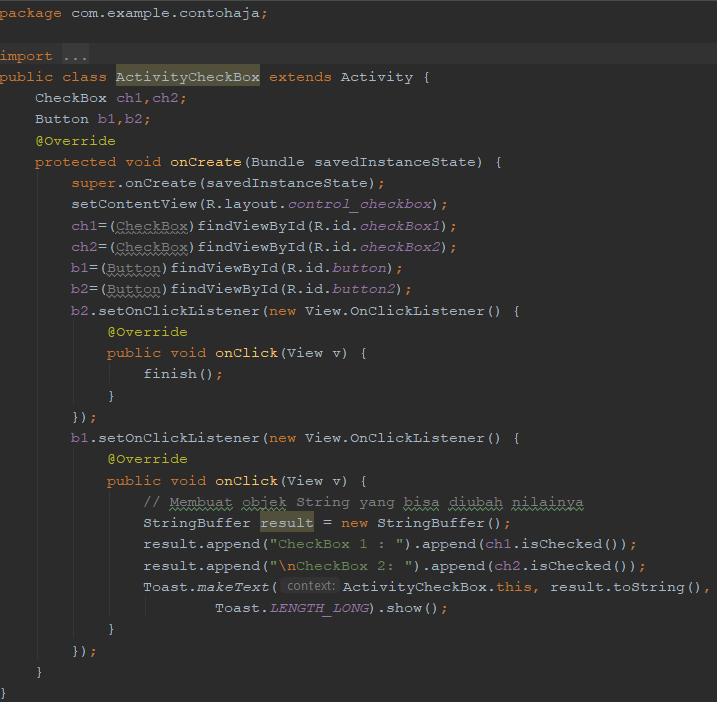 package com.example.contohaja;
import ...
public class ActivityCheckBox extends Activity {
CheckBox ch1,ch2;
Button b1,b2;
@Override
protected void onCreate(Bundle savedInstanceState) {
super.onCreate(savedInstanceState);
setContentView(R.layout.control_checkbox);
ch1=(CheckBox)findViewById(R.id.checkBox1);
ch2=(CheckBox)findViewById(R.id.checkBox2);
b1=(Button)findViewById(R.id.button);
b2=(Button)findViewById(R.id.button2);
b2.setOnClickListener(new View.OnClickListener() {
@Override
public void onClick(View v) {
finish();
}
});
b1.setOnClickListener(new View.OnClickListener() {
@Override
public void onClick(View v) {
// Membuat objek String yang bisa diubah nilainya
StringBuffer result = new StringBuffer();
result.append("CheckBox 1 : ").append(ch1.isChecked());
result.append("\nCheckBox 2: ").append(ch2.isChecked());
Toast.makeText( context: ActivityCheckBox.this, result.toString(),
Toast.LENGTH_LONG).show();
}
});
}
}